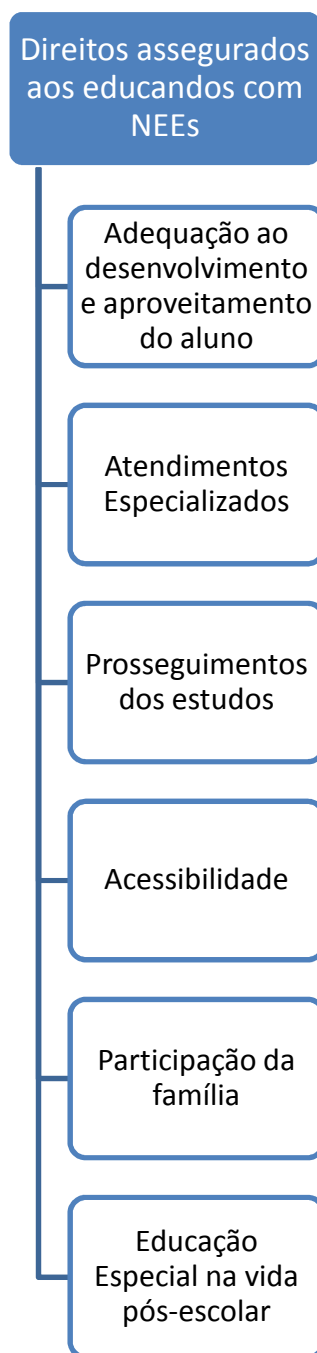 Direitos assegurados
aos educandos com
NEEs
Adequação ao
desenvolvimento
e aproveitamento
do aluno
Atendimentos
Especializados
Prosseguimentos
dos estudos
Acessibilidade
Participação da
família
Educação
Especial na vida
pós-escolar